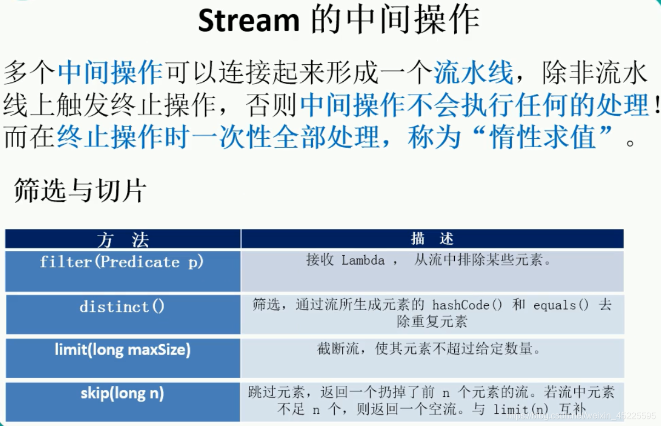 Stream 的中间操作
多个中间操作可以连接起来形成一个流水线，除非流水
线上触发终止操作，否则中间操作不会执行任何的处理！
而在终止操作时一次性全部处理，称为“惰性求值”。
筛选与切片
方 法 描 述
filter(Predicate p) 接收 Lambda ， 从流中排除某些元素。
distinct() 筛选，通过流所生成元素的 hashCode() 和 equals() 去
除重复元素
limit(long maxSize) 截断流，使其元素不超过给定数量。
skip(long n) 跳过元素，返回一个扔掉了前 n 个元素的流。若流中元素
不足 n 个，则返回一个空流。与 limit(n) 互补